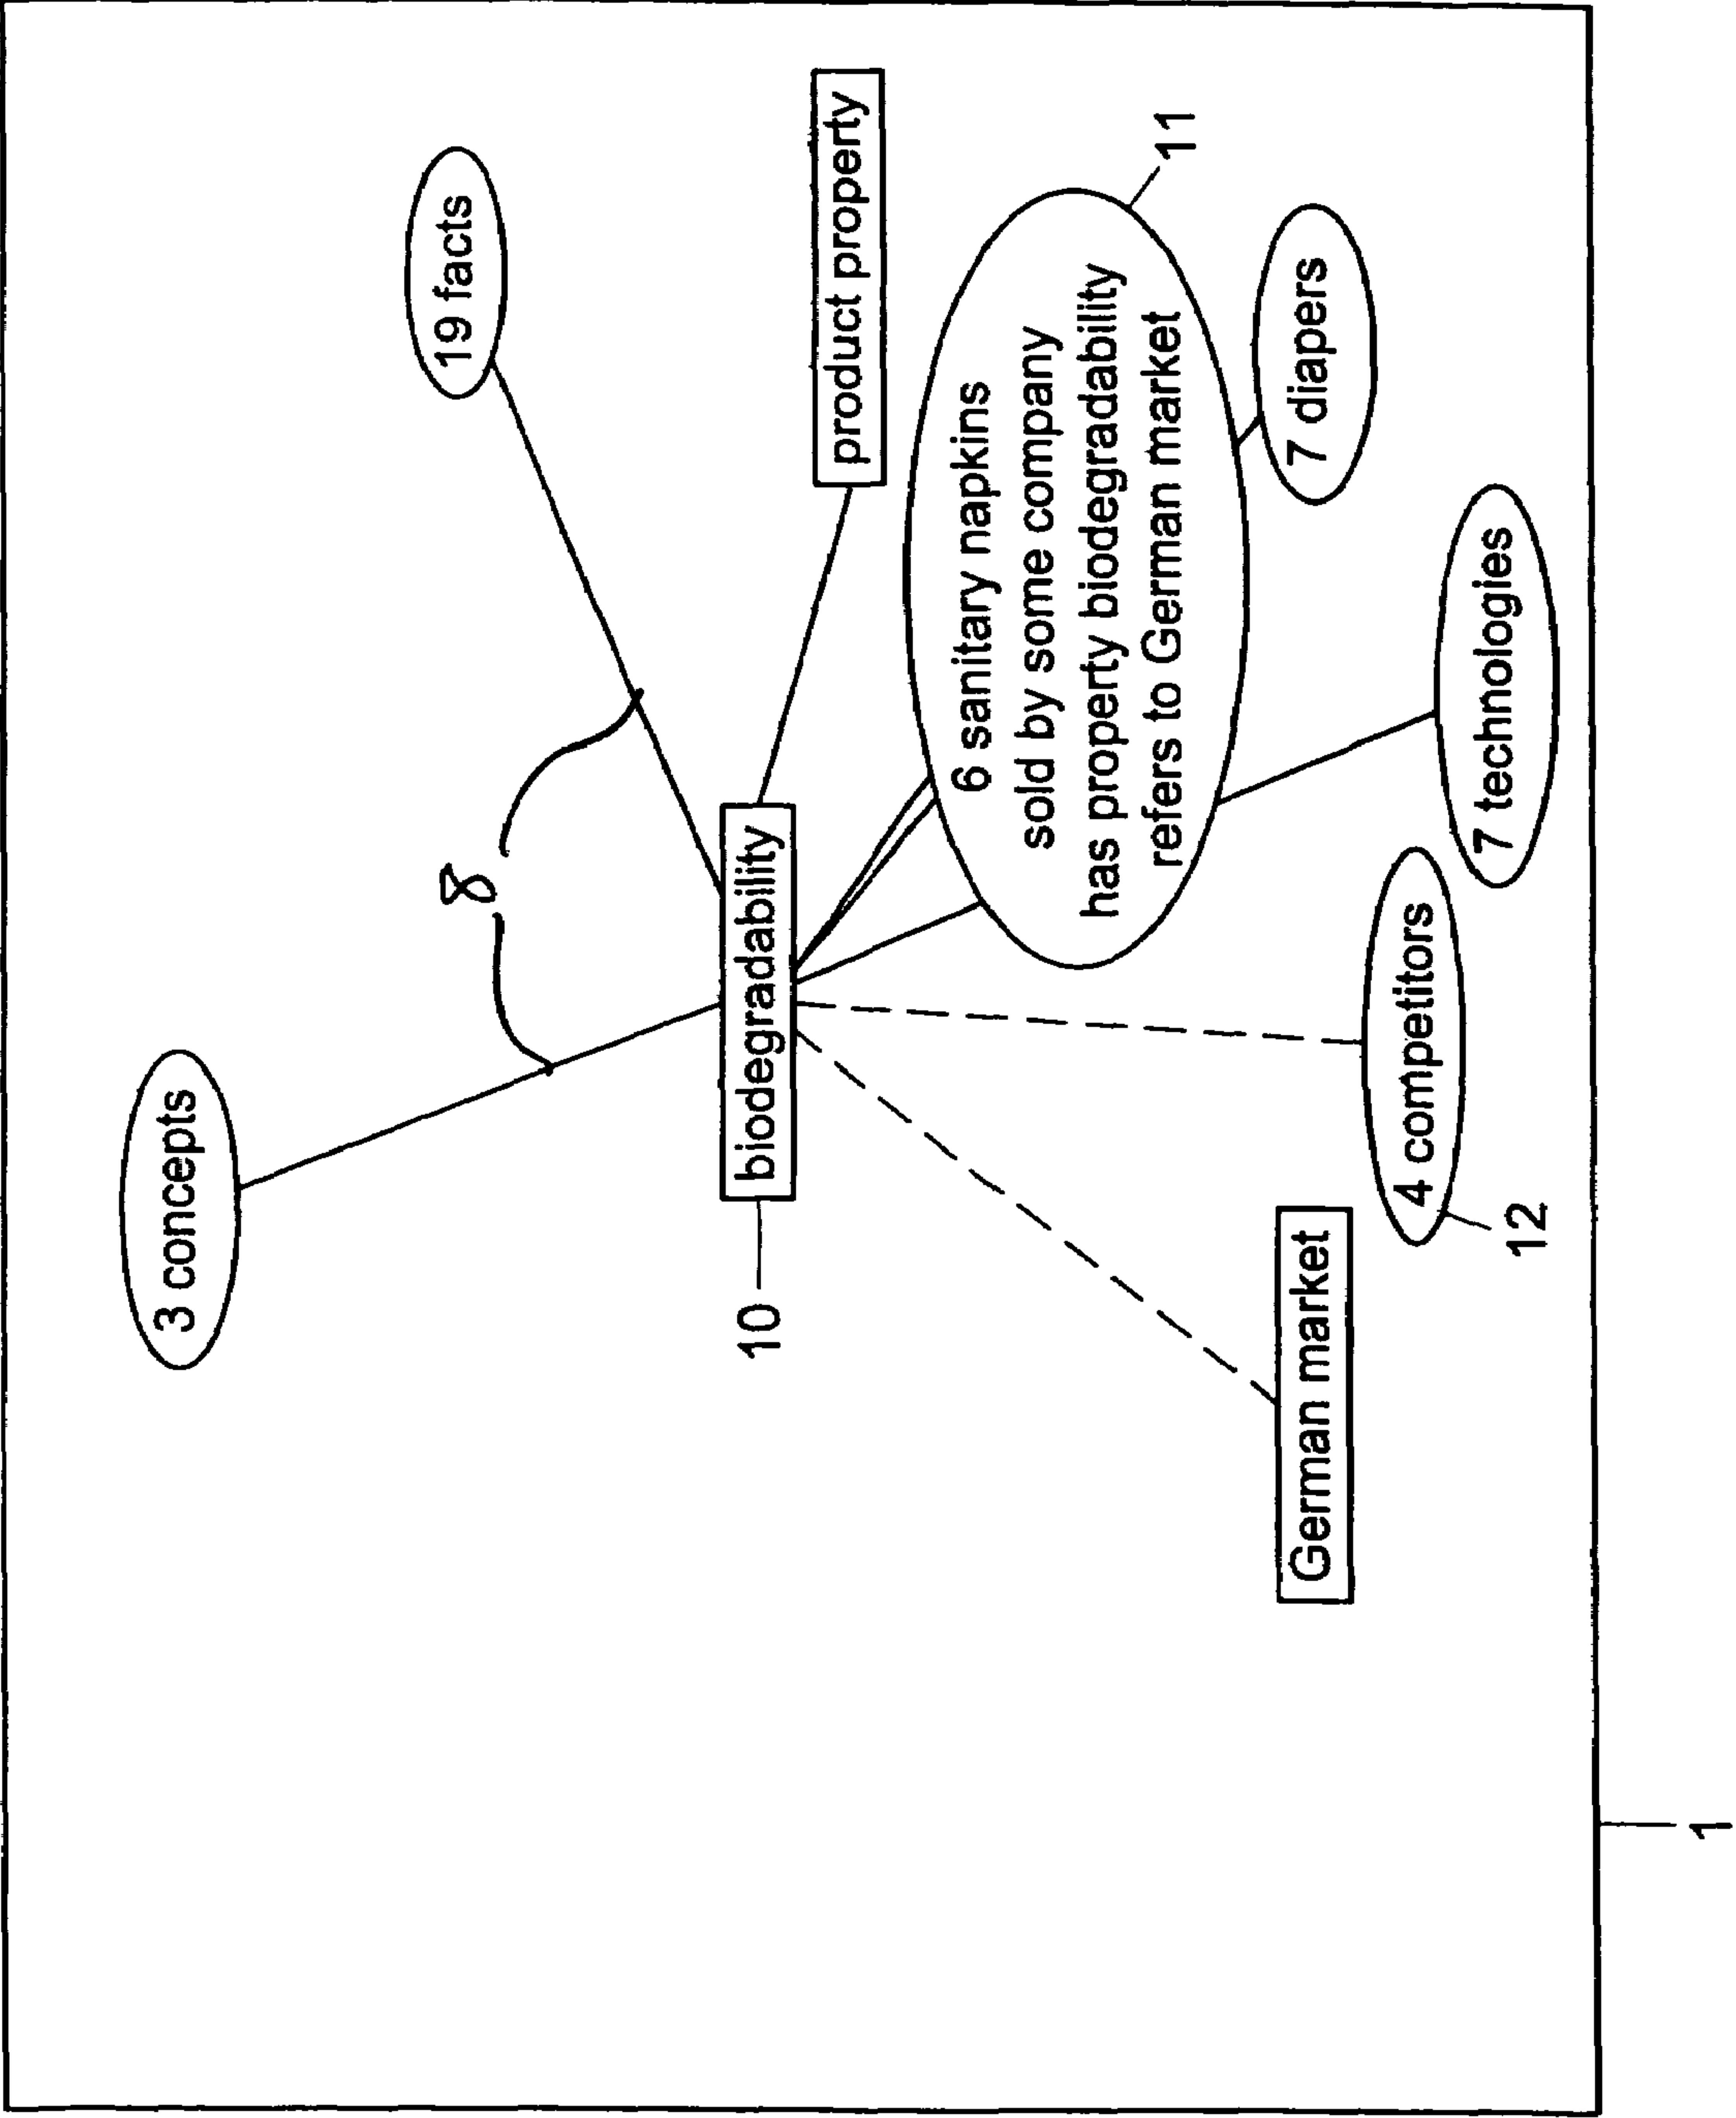 3 concepts
8
19 facts
10
biodegradability
product property
6 sanitary napkins
sold by some company
has property biodegradability
refers to German market
11
German market
7 diapers
4 competitors
12
7 technologies
1